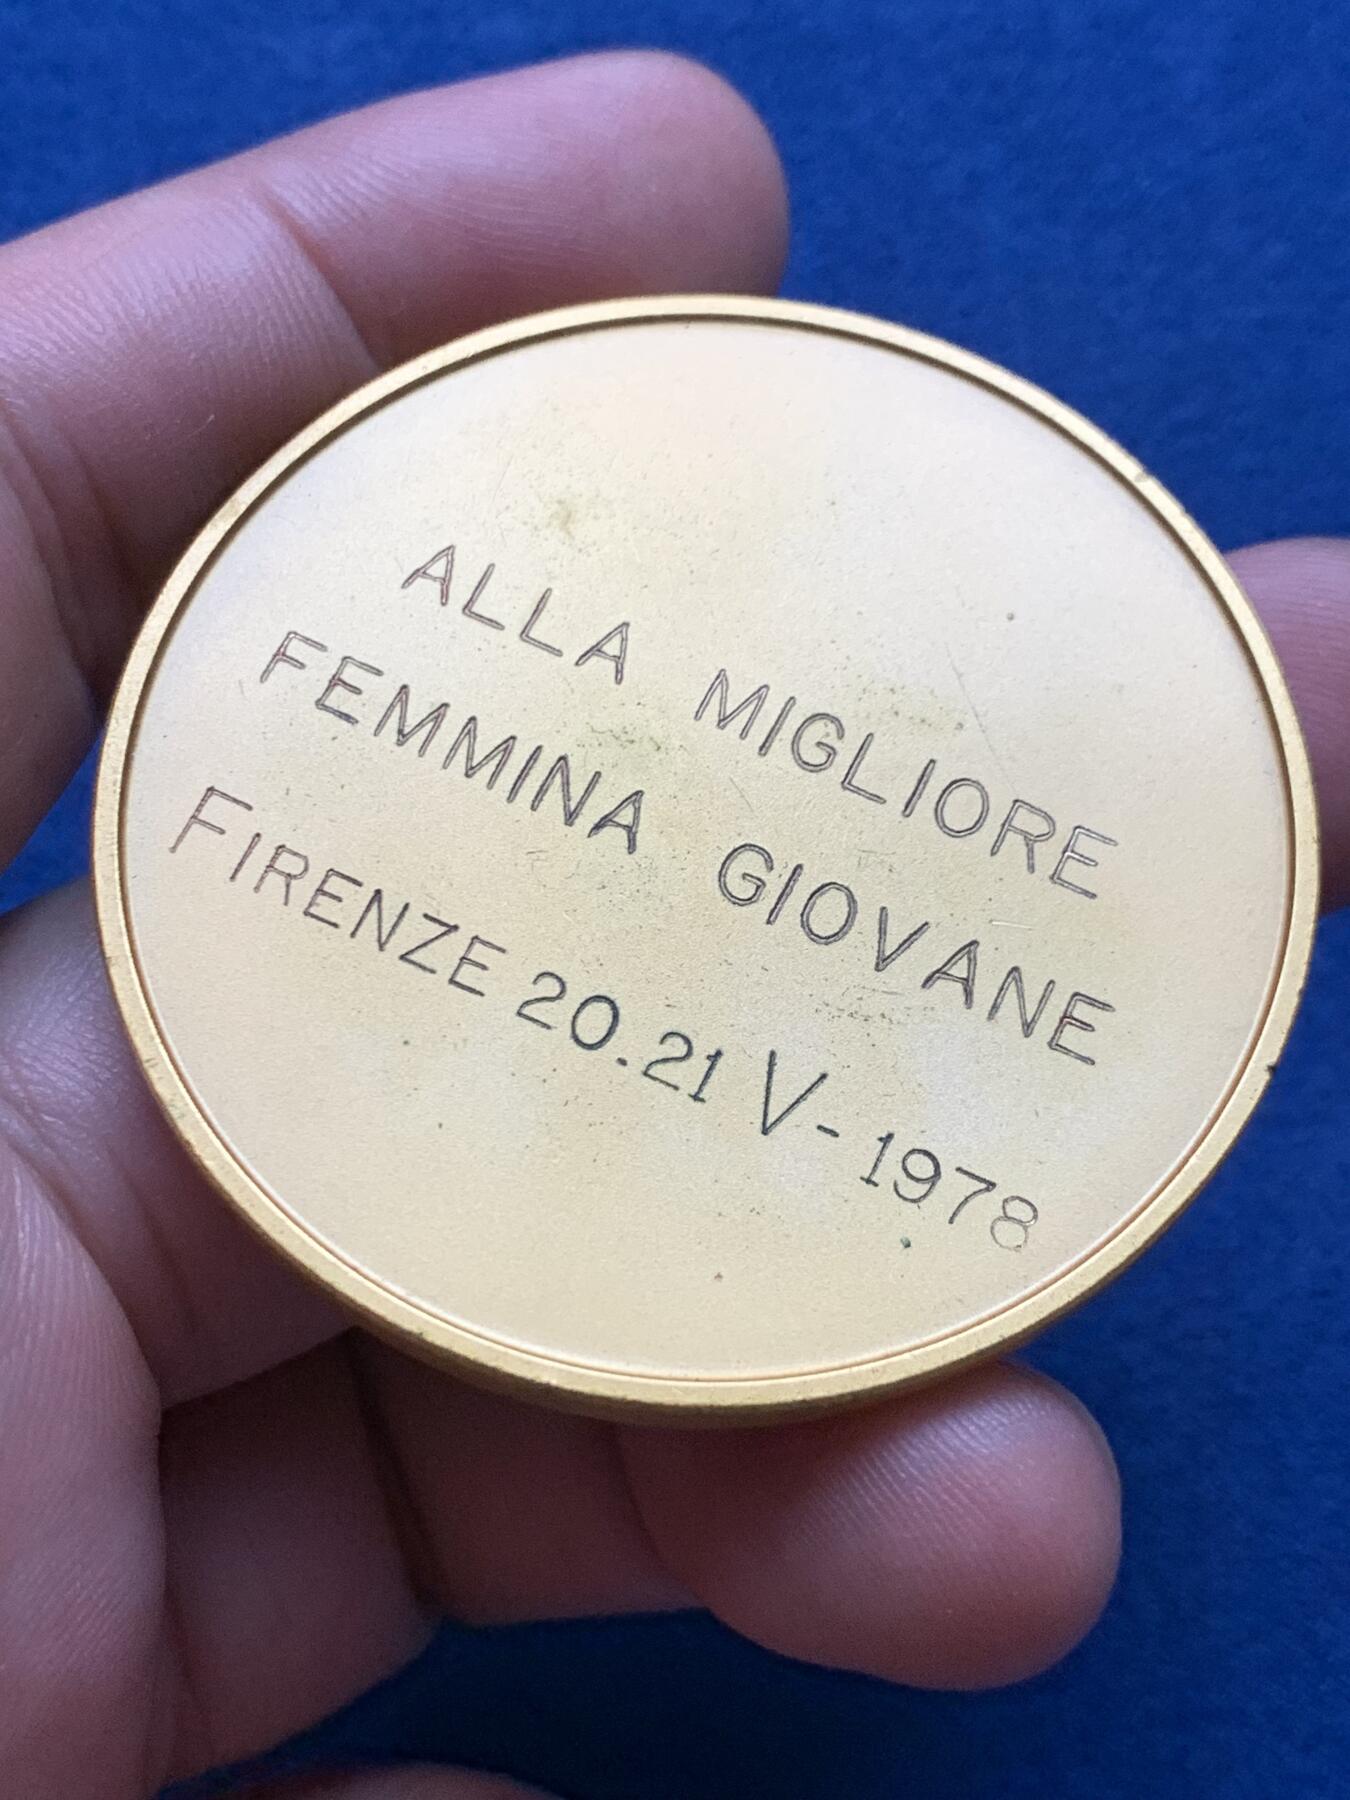 ALLA MIGLIORE
FEMMINA GIOVANE
FIRENZE 20.21 V-1978